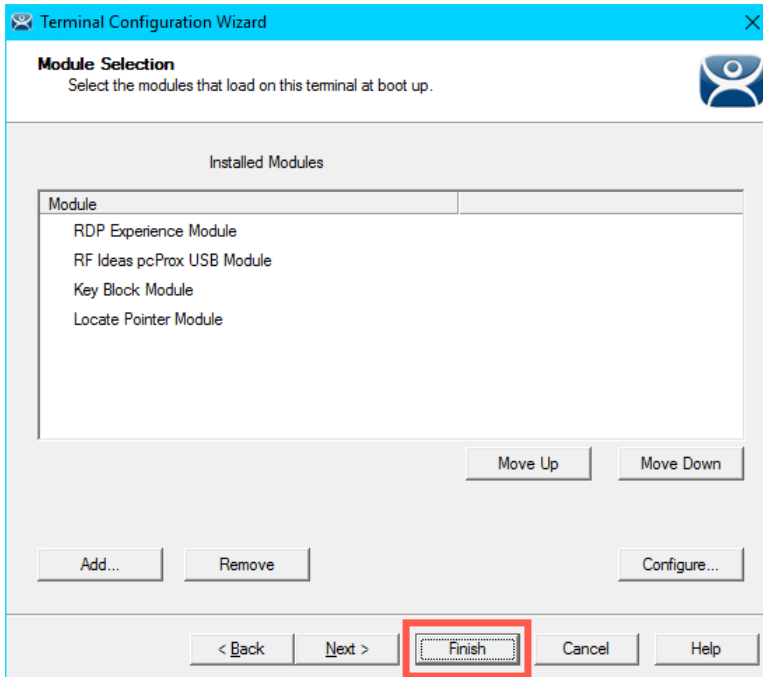 Terminal Configuration Wizard
Module Selection
Select the modules that load on this terminal at boot up.
Installed Modules
Module
RDP Experience Module
RF Ideas pcProx USB Module
Key Block Module
Locate Pointer Module
Move Up Move Down
Add... Remove Configure...
< Back Next > Finish Cancel Help